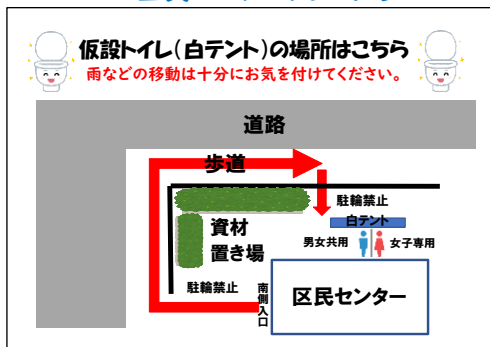 仮設トイレ(白テント)の場所はこちら
雨などの移動は十分にお気を付けてください。
道路
歩道
駐輪禁止
白テント
資材
置き場
男女共用
女子専用
駐輪禁止
南側入口
区民センター